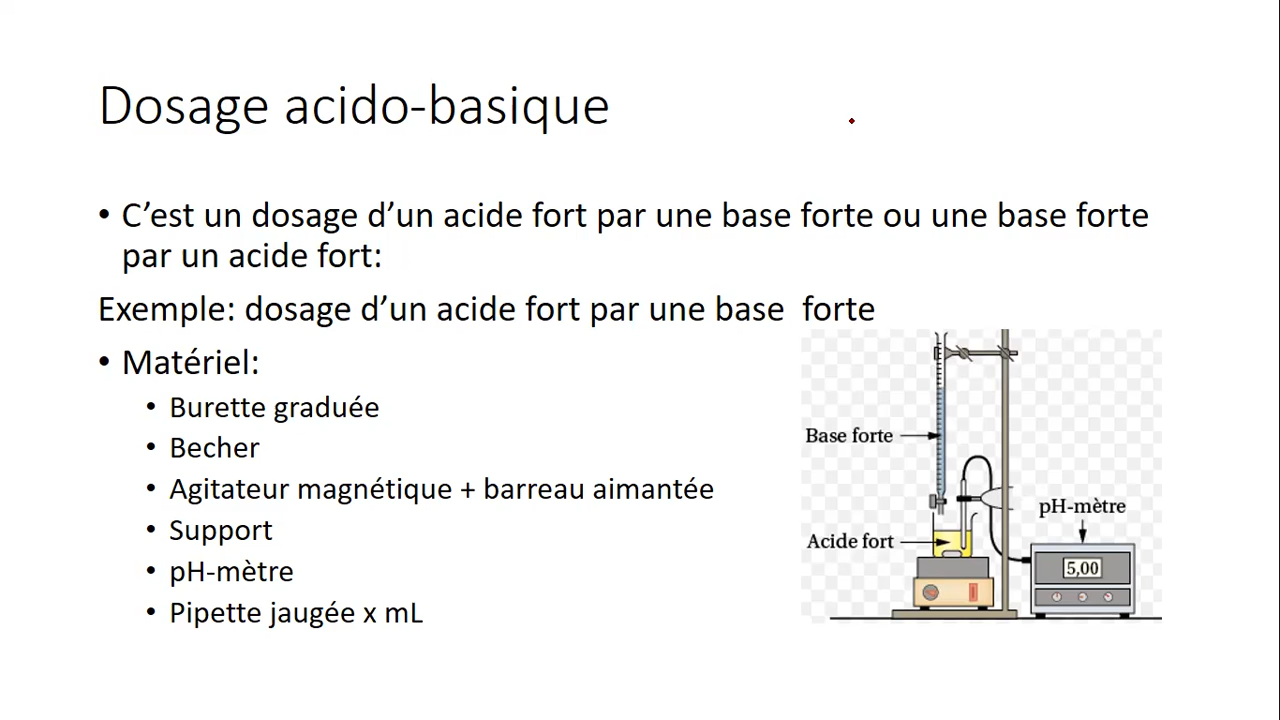 Dosage acido-basique
• C’est un dosage d’un acide fort par une base forte ou une base forte
par un acide fort:
Exemple: dosage d’un acide fort par une base  forte
• Matériel:
• Burette graduée
• Becher
• Agitateur magnétique + barreau aimantée
• Support
• pH-mètre
• Pipette jaugée x mL
Base forte
Acide fort
pH-mètre
5,00